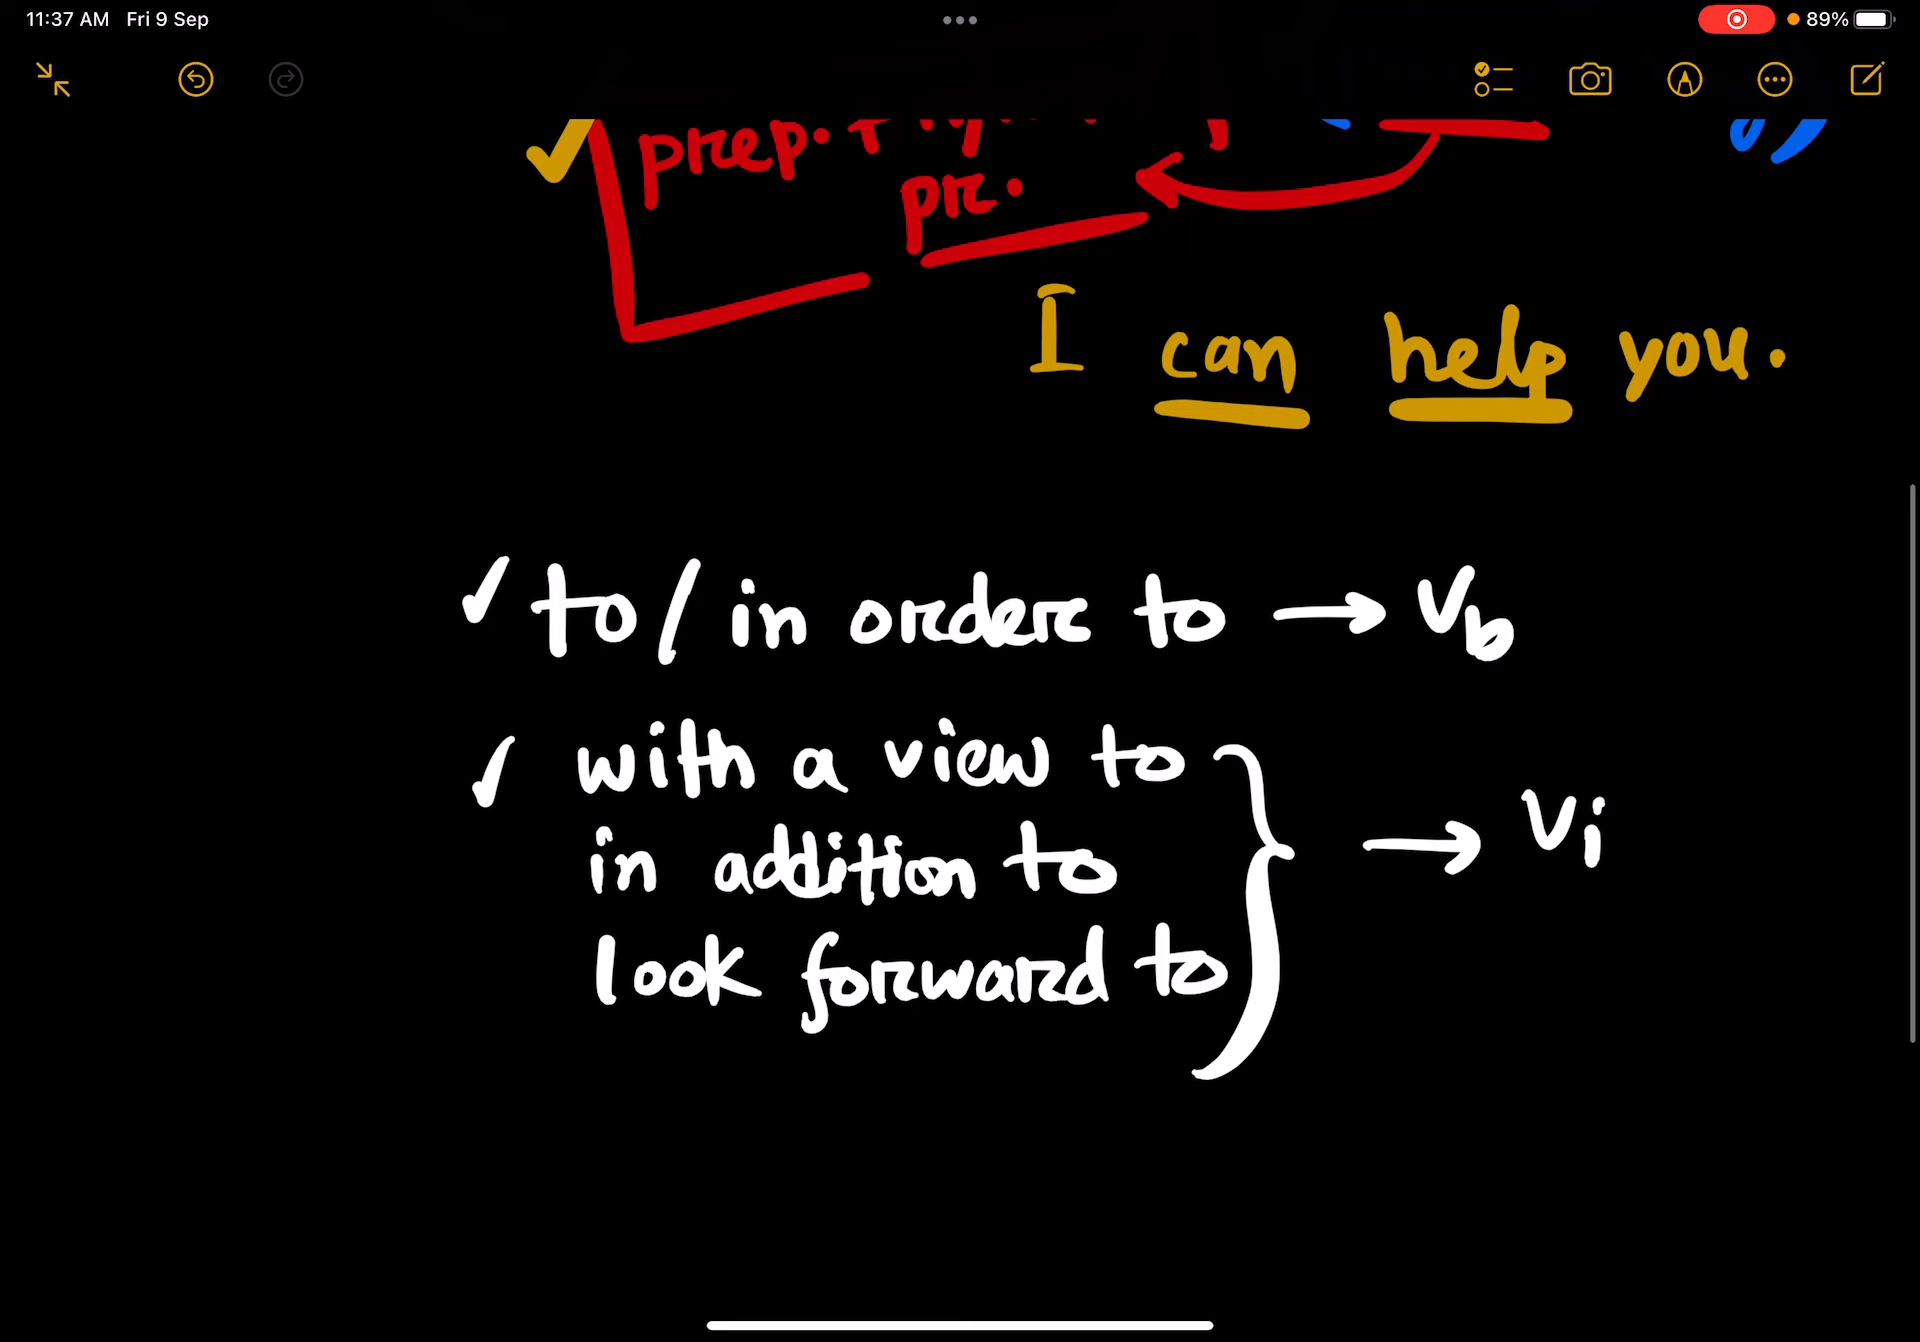 11:37 AM Fri 9 Sep
89%
prep. +
pr.
I can help you.
✓ to / in order to → Vb
✓ with a view to
in addition to
look forward to
→ Vi